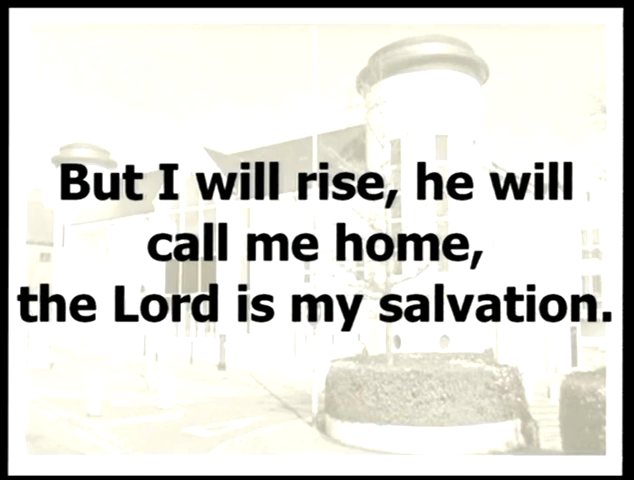 But I will rise, he will
call me home,
the Lord is my salvation.